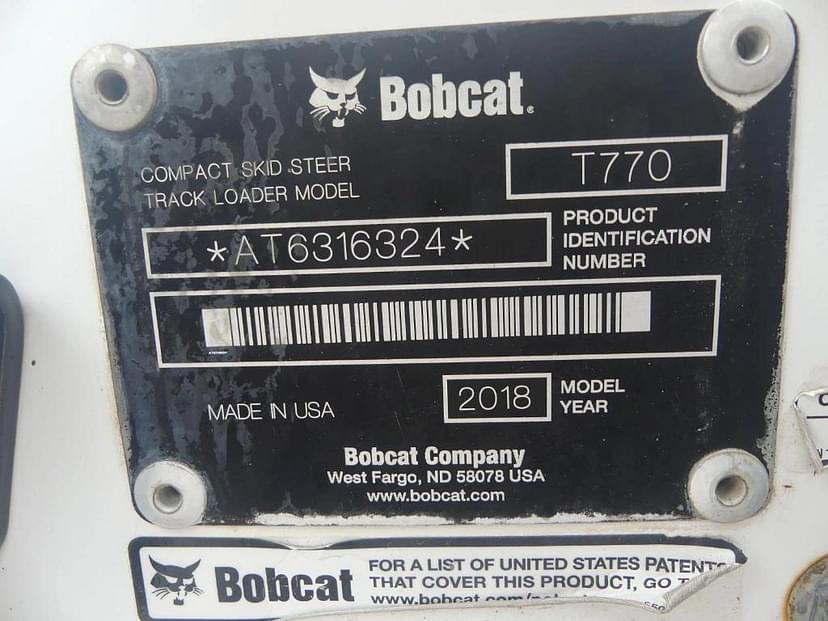 Bobcat®
COMPACT SKID STEER
TRACK LOADER MODEL
T770
*AT6316324*
PRODUCT
IDENTIFICATION
NUMBER
MADE IN USA
2018
MODEL
YEAR
Bobcat Company
West Fargo, ND 58078 USA
www.bobcat.com
Bobcat
FOR A LIST OF UNITED STATES PATENTS
THAT COVER THIS PRODUCT, GO
www.bobcat.com